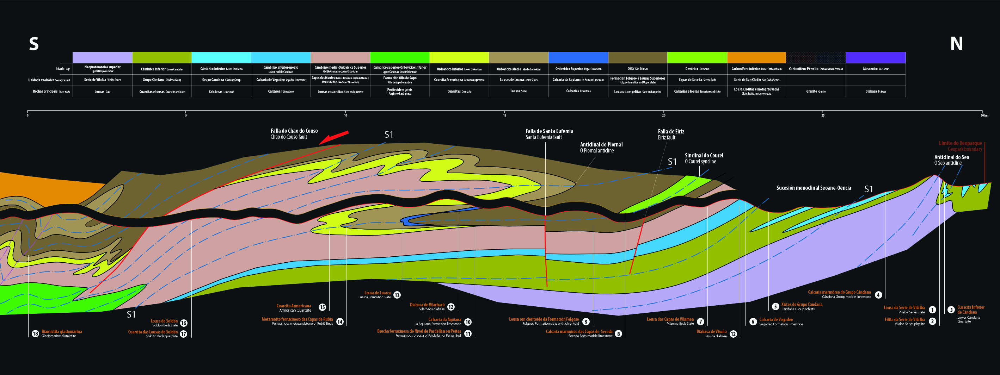 S
N
Idade Age
Neoproterozoico superior
Upper Neoproterozoic
Cámbrico inferior Lower Cambrian
Cámbrico inferior Lower Cambrian
Cámbrico inferior-medio
Lower-middle Cambrian
Cámbrico medio-Ordovícico Superior
Middle Cambrian-Lower Ordovician
Cámbrico superior-Ordovícico Inferior
Upper Cambrian-Lower Ordovician
Ordovícico Inferior Lower Ordovician
Ordovícico Medio Middle Ordovician
Ordovícico Superior Upper Ordovician
Silúrico Silurian
Devónico Devonian
Carbonífero inferior Lower Carboniferous
Carbonífero-Pérmico Carboniferous-Permian
Mesozoico Mesozoic
Unidade xeolóxica Geological unit
Serie de Vilalba Vilalba Series
Grupo Cándana Cándana Group
Grupo Cándana Cándana Group
Calcaria de Vegadeo Vegadeo Limestone
Capas dos Montes (Lousas do Soldón, Capas da Vilamea)
Montes Beds (Soldón Slates, Vilamea Beds)
Formación Ollo de Sapo
Ollo de Sapo Formation
Cuarcita Armoricana Armorican quartzite
Lousas de Luarca Luarca Slates
Calcaria da Aquiana La Aquiana Limestone
Formación Folgoso e Lousas Superiores
Folgoso Formation and Upper Slates
Capas de Seceda Seceda Beds
Serie de San Clodio San Clodio Series
Rochas principais Main rocks
Lousas Slate
Cuarcitas e lousas Quartzite and slate
Calcáreas Limestone
Calcáreas Limestone
Lousas e cuarcitas Slate and quartzite
Porfiroide e gneis
Porphyroid and gneiss
Cuarcitas Quartzite
Lousas Slates
Calcarias Limestone
Lousas e ampelitas Slate and ampelite
Calcarias e lousas Limestone and slate
Lousas, liditas e metagrauvacas
Slate, lydite, metagreywacke
Granito Granite
Diabasa Diabase
0
5
10
15
20
25
30 km
Falla do Chao do Couso
Chao do Couso fault
S1
Falla de Santa Eufemia
Santa Eufemia fault
Anticlinal do Piornal
O Piornal anticline
Falla de Eiriz
Eiríz fault
S1
Sinclinal do Courel
O Courel syncline
Límite do Xeoparque
Geopark boundary
Anticlinal do Seo
O Seo anticline
Sucesión monoclinal Seoane-Oencia
S1
S1
18 Diamictita glaciomarina
Glaciomarine diamictite
Lousa do Soldón 16
Soldón Beds slate
Cuarcita das Lousas do Soldón 17
Soldón Beds quartzite
Cuarcita Armoricana 15
Armorican Quartzite
Metarenito ferruxinoso das Capas de Rubiá 14
Ferruginous metasandstone of Rubiá Beds
Lousa de Luarca 13
Luarca Formation slate
Diabasa de Vilarbacú 12
Vilarbacú diabase
Calcaria da Aquiana 10
La Aquiana Formation limestone
Brecha ferruxinosa do Nivel de Pardellán ou Peites 11
Ferruginous breccia of Pardellán or Peites Bed
Lousa con cloritoide da Formación Folgoso 9
Folgoso Formation slate with chloritoid
Calcaria marmórea das Capas de Seceda 8
Seceda Beds marble limestone
Lousa das Capas de Vilamea 7
Vilamea Beds Slate
Diabasa de Visuña 12
Visuña diabase
6 Calcaria de Vegadeo
Vegadeo Formation limestone
5 Xistos do Grupo Cándana
Cándana Group schists
Calcaria marmórea do Grupo Cándana 4
Cándana Group marble limestone
Lousa da Serie de Vilalba 1
Vilalba Series slate
Filita da Serie de Vilalba 2
Vilalba Series phyllite
3 Cuarcita Inferior
de Cándana
Lower Cándana
Quartzite